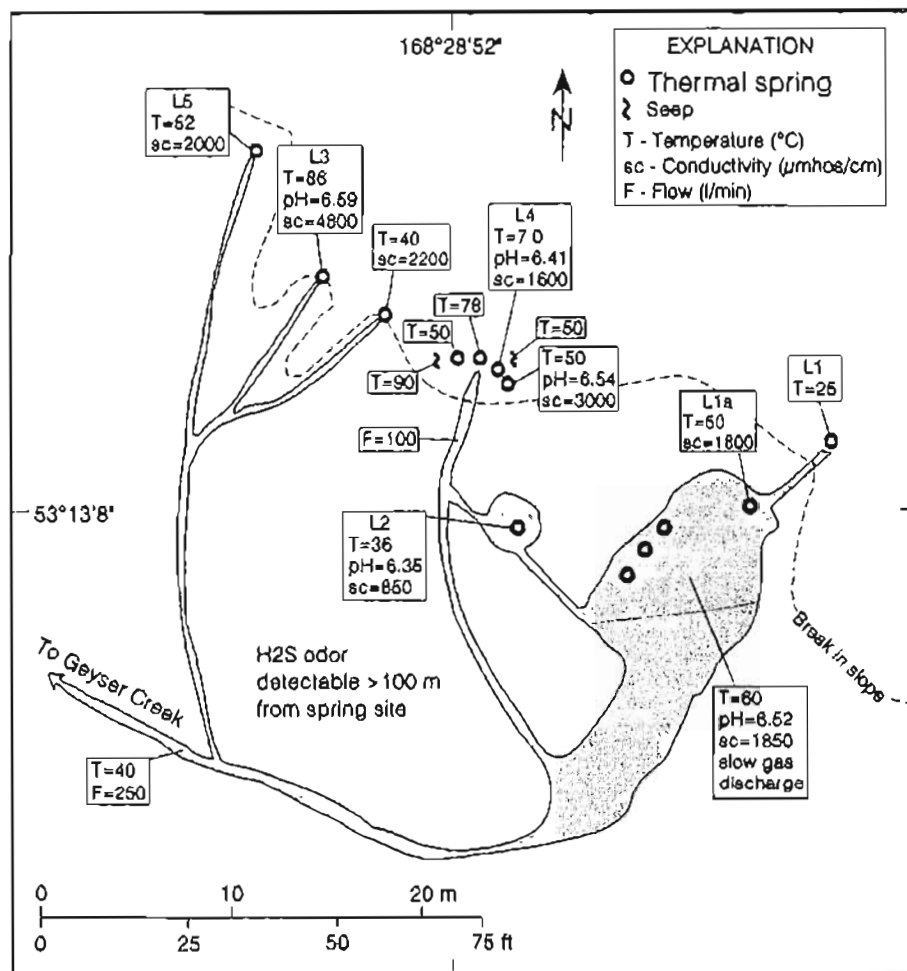 168°28'52"
EXPLANATION
Thermal spring
Seep
T - Temperature (°C)
sc - Conductivity (µmhos/cm)
F - Flow (l/min)
N
L5
T=52
sc=2000
L3
T=86
pH=6.59
sc=4800
T=40
sc=2200
L4
T=70
pH=6.41
sc=1600
T=78
T=50
T=50
T=90
T=50
pH=6.54
sc=3000
L1
T=25
L1a
T=60
sc=1800
F=100
53°13'8"
L2
T=36
pH=6.35
sc=850
Break in slope
H2S odor
detectable >100 m
from spring site
To Geyser Creek
T=60
pH=6.52
sc=1850
slow gas
discharge
T=40
F=250
0 10 20 m
0 25 50 75 ft